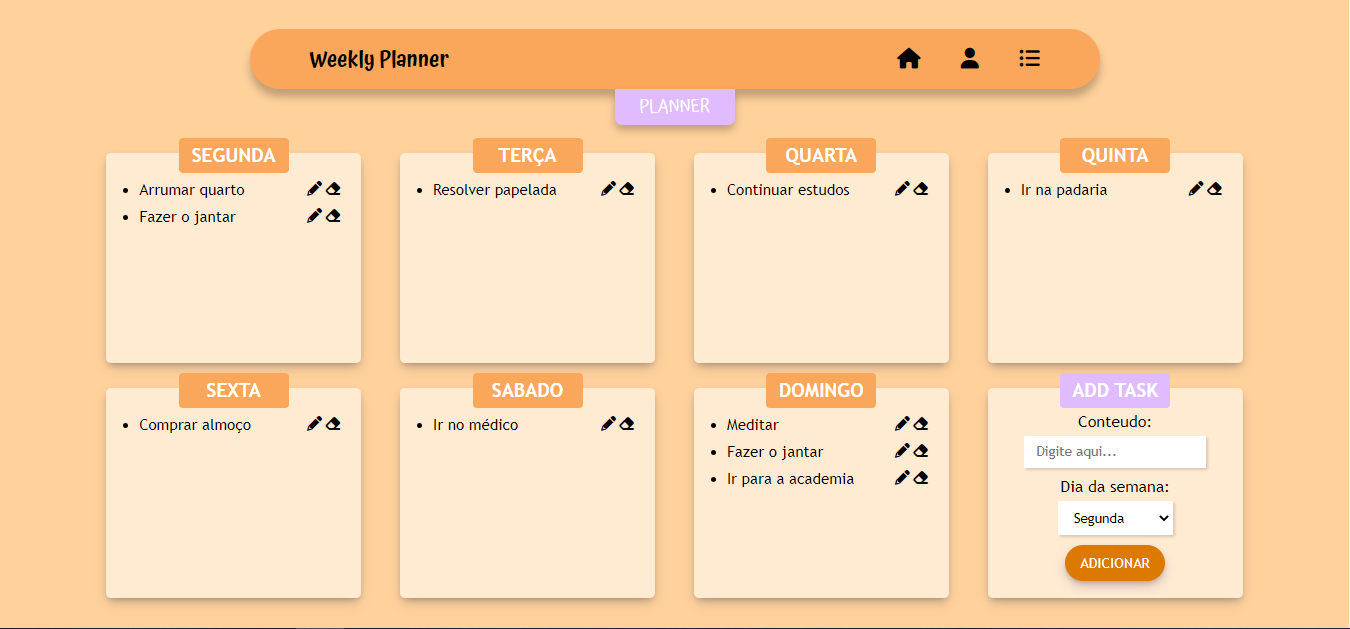 Weekly Planner
PLANNER
SEGUNDA
Arrumar quarto
Fazer o jantar
TERÇA
Resolver papelada
QUARTA
Continuar estudos
QUINTA
Ir na padaria
SEXTA
Comprar almoço
SABADO
Ir no médico
DOMINGO
Meditar
Fazer o jantar
Ir para a academia
ADD TASK
Conteudo:
Digite aqui...
Dia da semana:
Segunda
ADICIONAR